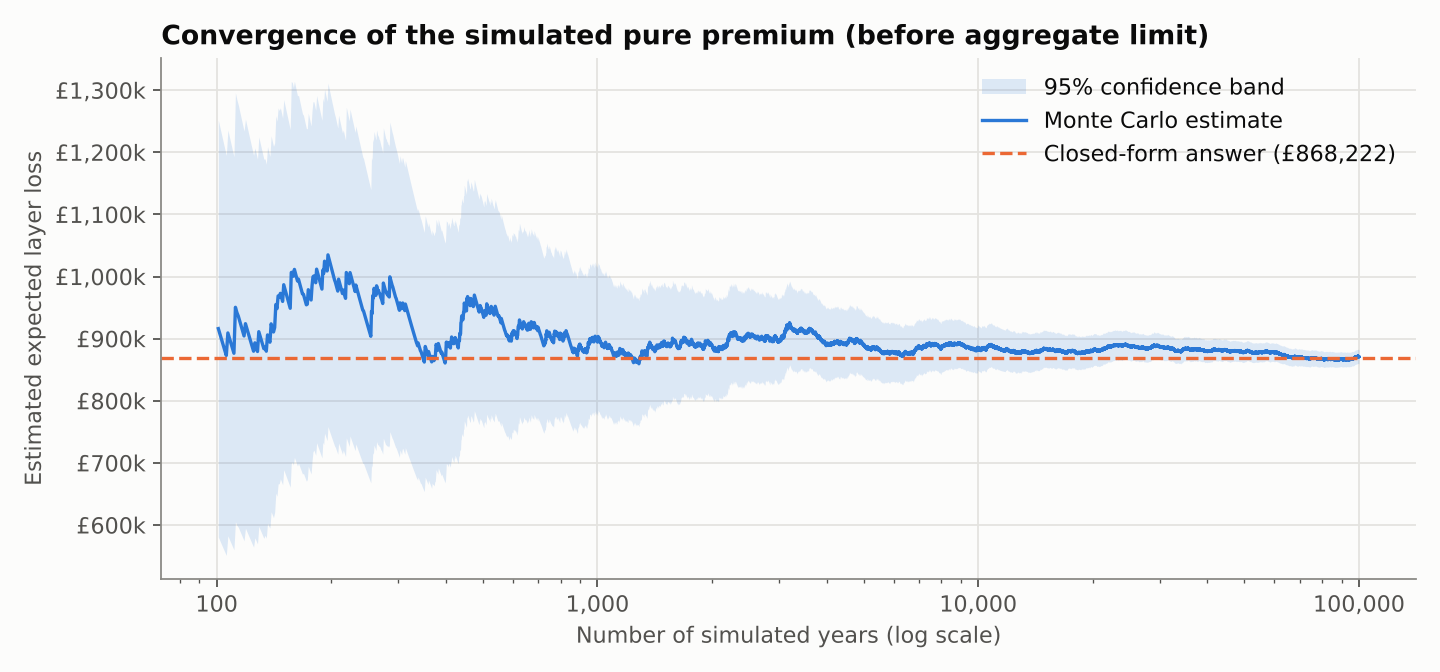 Convergence of the simulated pure premium (before aggregate limit)
95% confidence band
Monte Carlo estimate
Closed-form answer (£868,222)
Estimated expected layer loss
£1,300k
£1,200k
£1,100k
£1,000k
£900k
£800k
£700k
£600k
100
1,000
10,000
100,000
Number of simulated years (log scale)